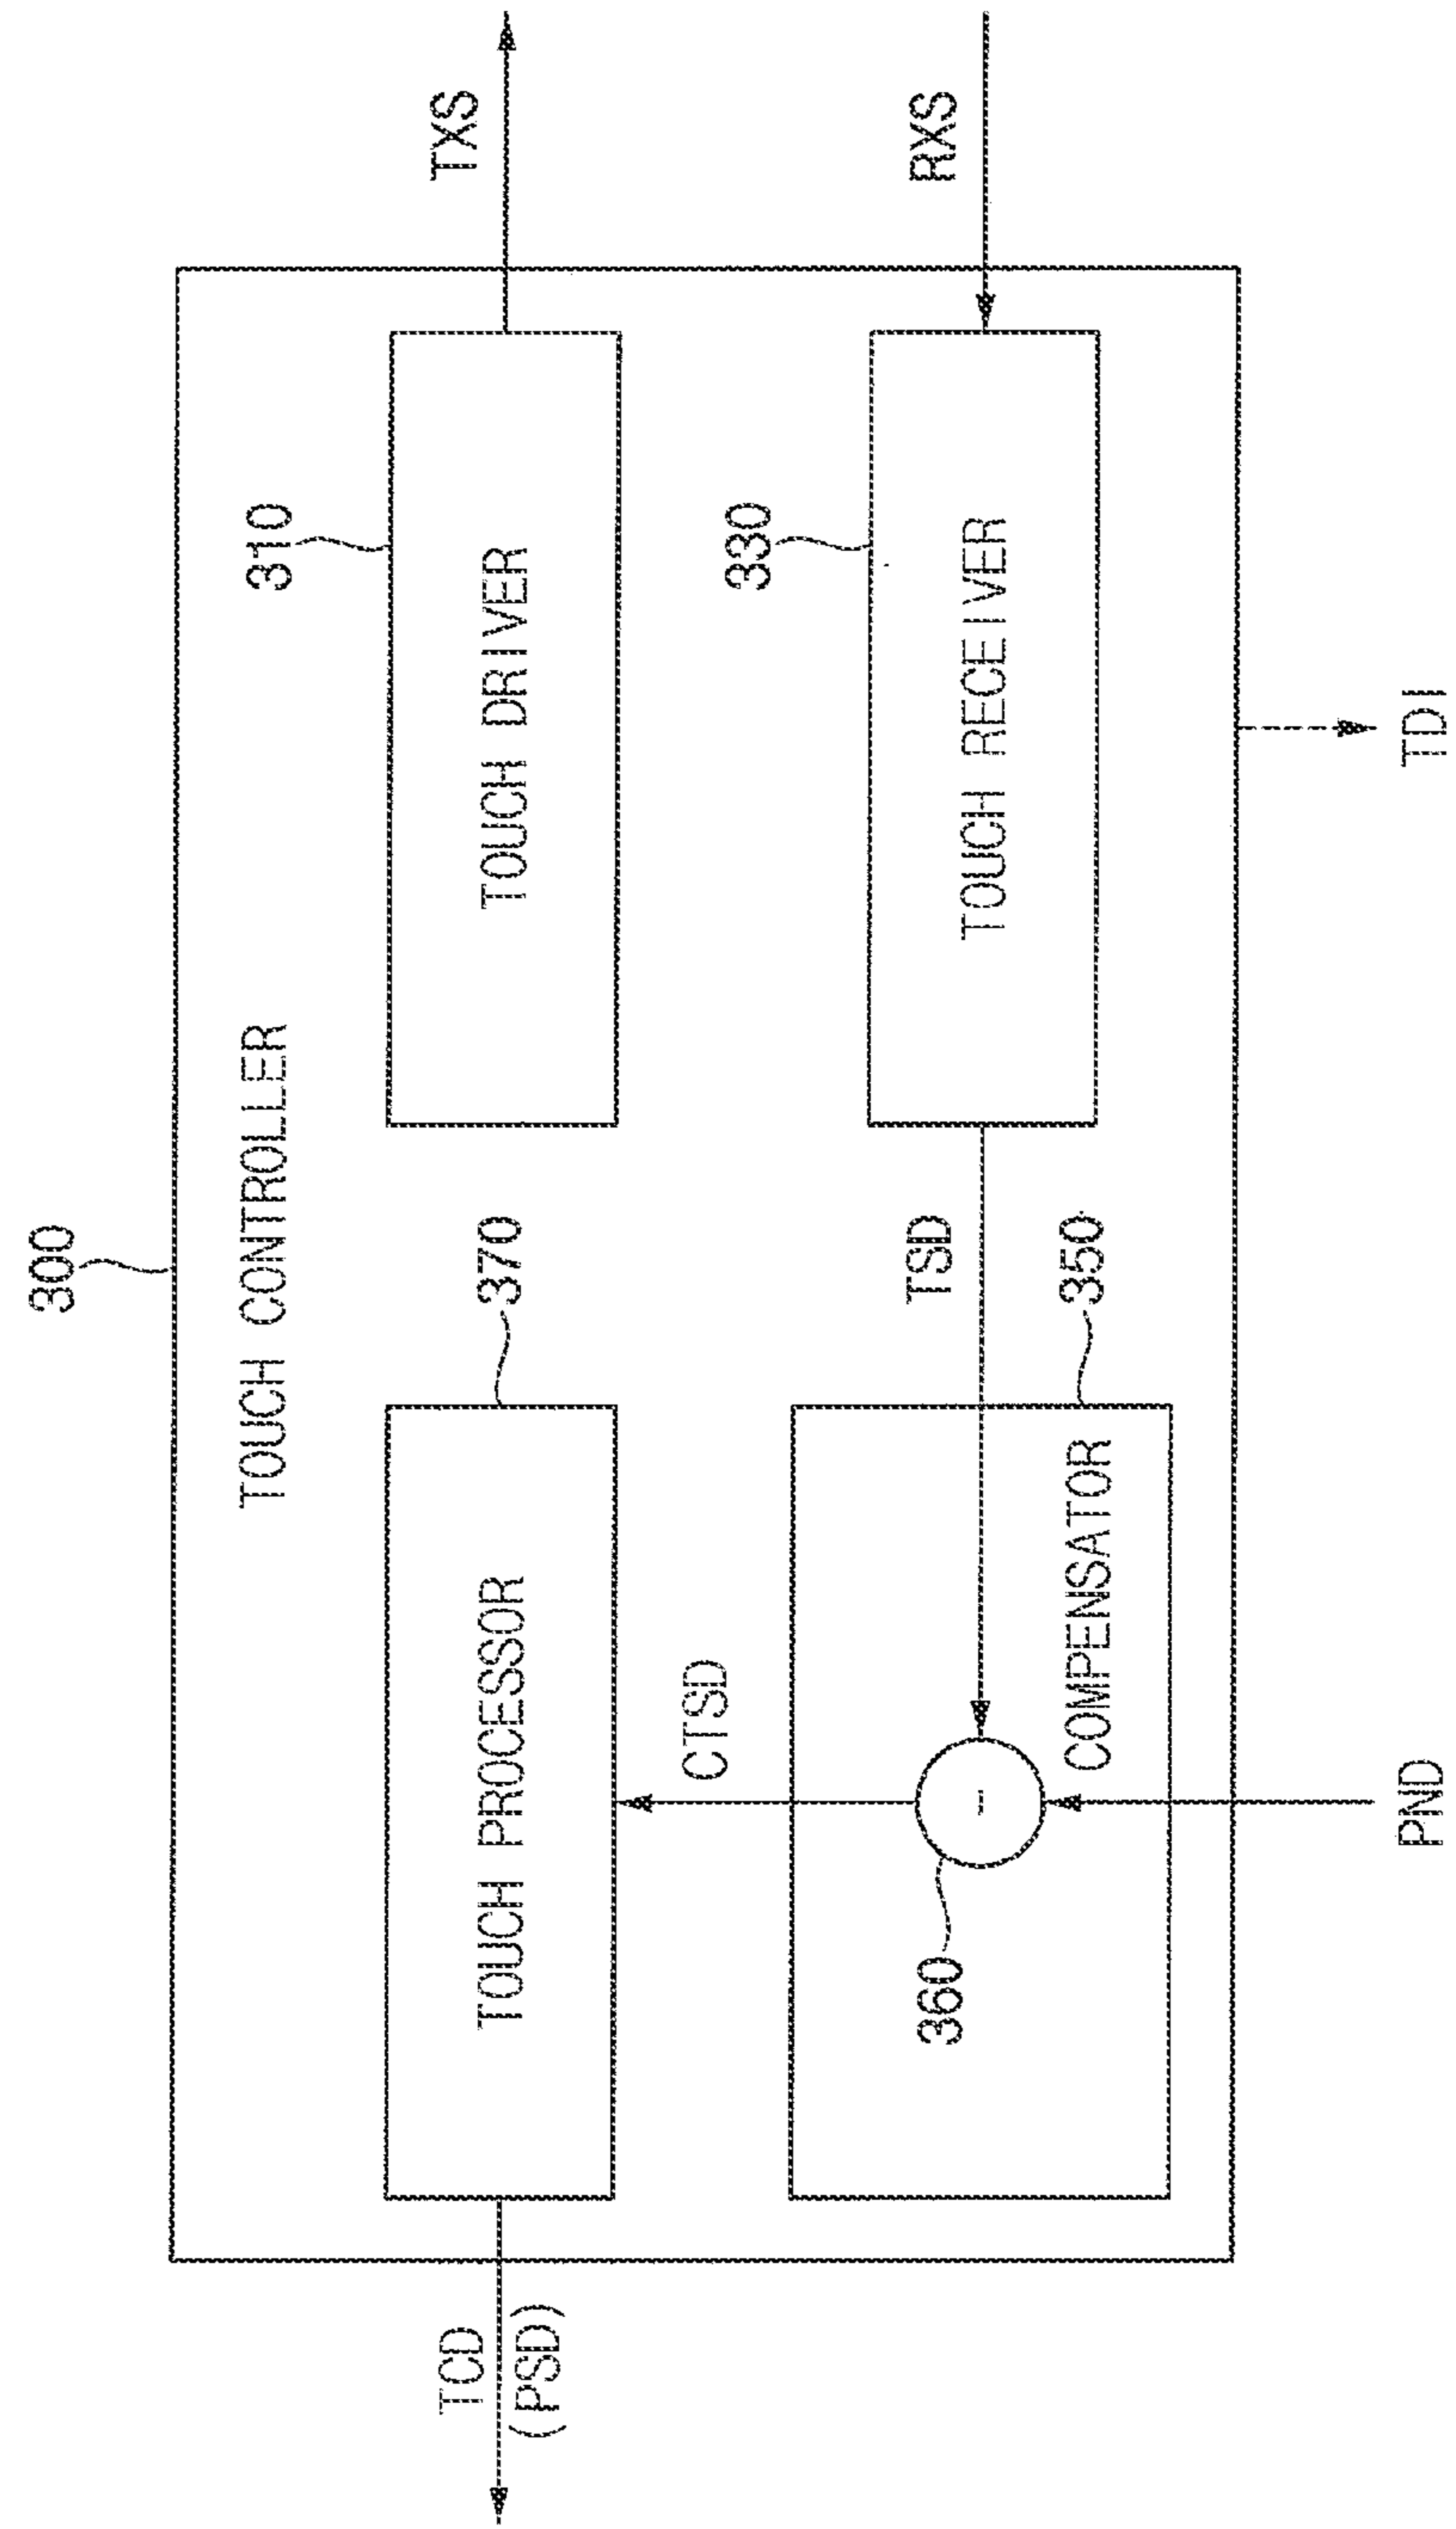 300
TOUCH CONTROLLER
370
310
TCD
(PSD)
TOUCH PROCESSOR
TOUCH DRIVER
TXS
CTSD
330
360
-
TSD
TOUCH RECEIVER
RXS
350
COMPENSATOR
PND
TDI